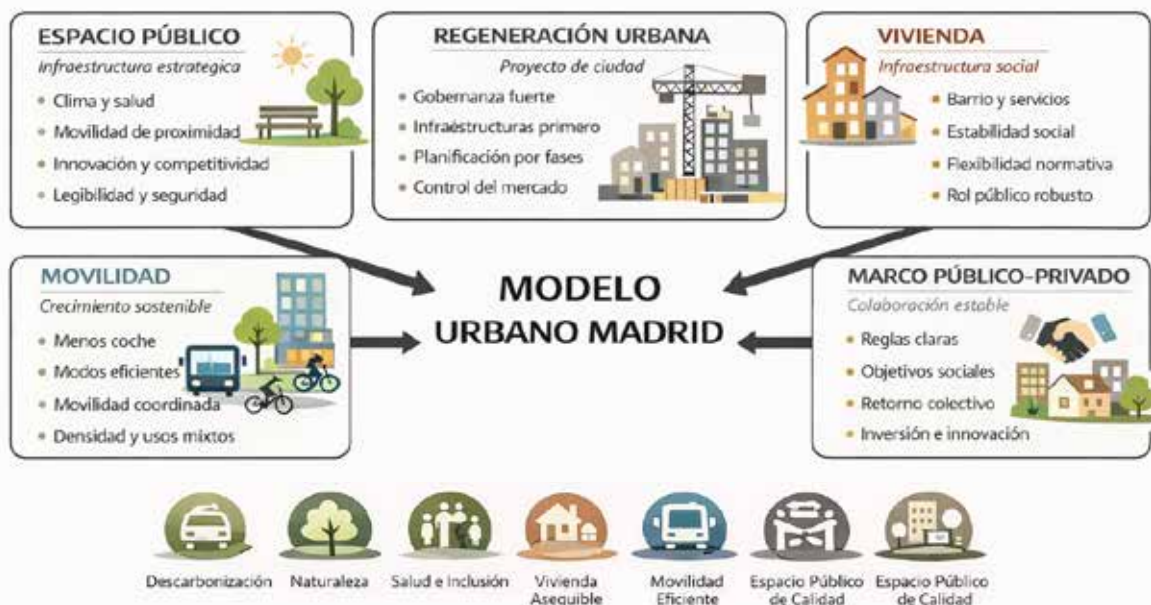 ESPACIO PÚBLICO
Infraestructura estrategica
• Clima y salud
• Movilidad de proximidad
• Innovación y competitividad
• Legibilidad y seguridad
REGENERACIÓN URBANA
Proyecto de ciudad
• Gobernanza fuerte
• Infraéstructuras primero
• Planificación por fases
• Control del mercado
VIVIENDA
Infraestructura social
• Barrio y servicios
• Estabilidad social
• Flexibilidad normativa
• Rol público robusto
MOVILIDAD
Crecimiento sostenible
• Menos coche
• Modos eficientes
• Movilidad coordinada
• Densidad y usos mixtos
MODELO
URBANO MADRID
MARCO PÚBLICO-PRIVADO
Colaboración estable
• Reglas claras
• Objetivos sociales
• Retorno colectivo
• Inversión e innovación
Descarbonización
Naturaleza
Salud e Inclusión
Vivienda
Asequible
Movilidad
Eficiente
Espacio Público
de Calidad
Espacio Público
de Calidad